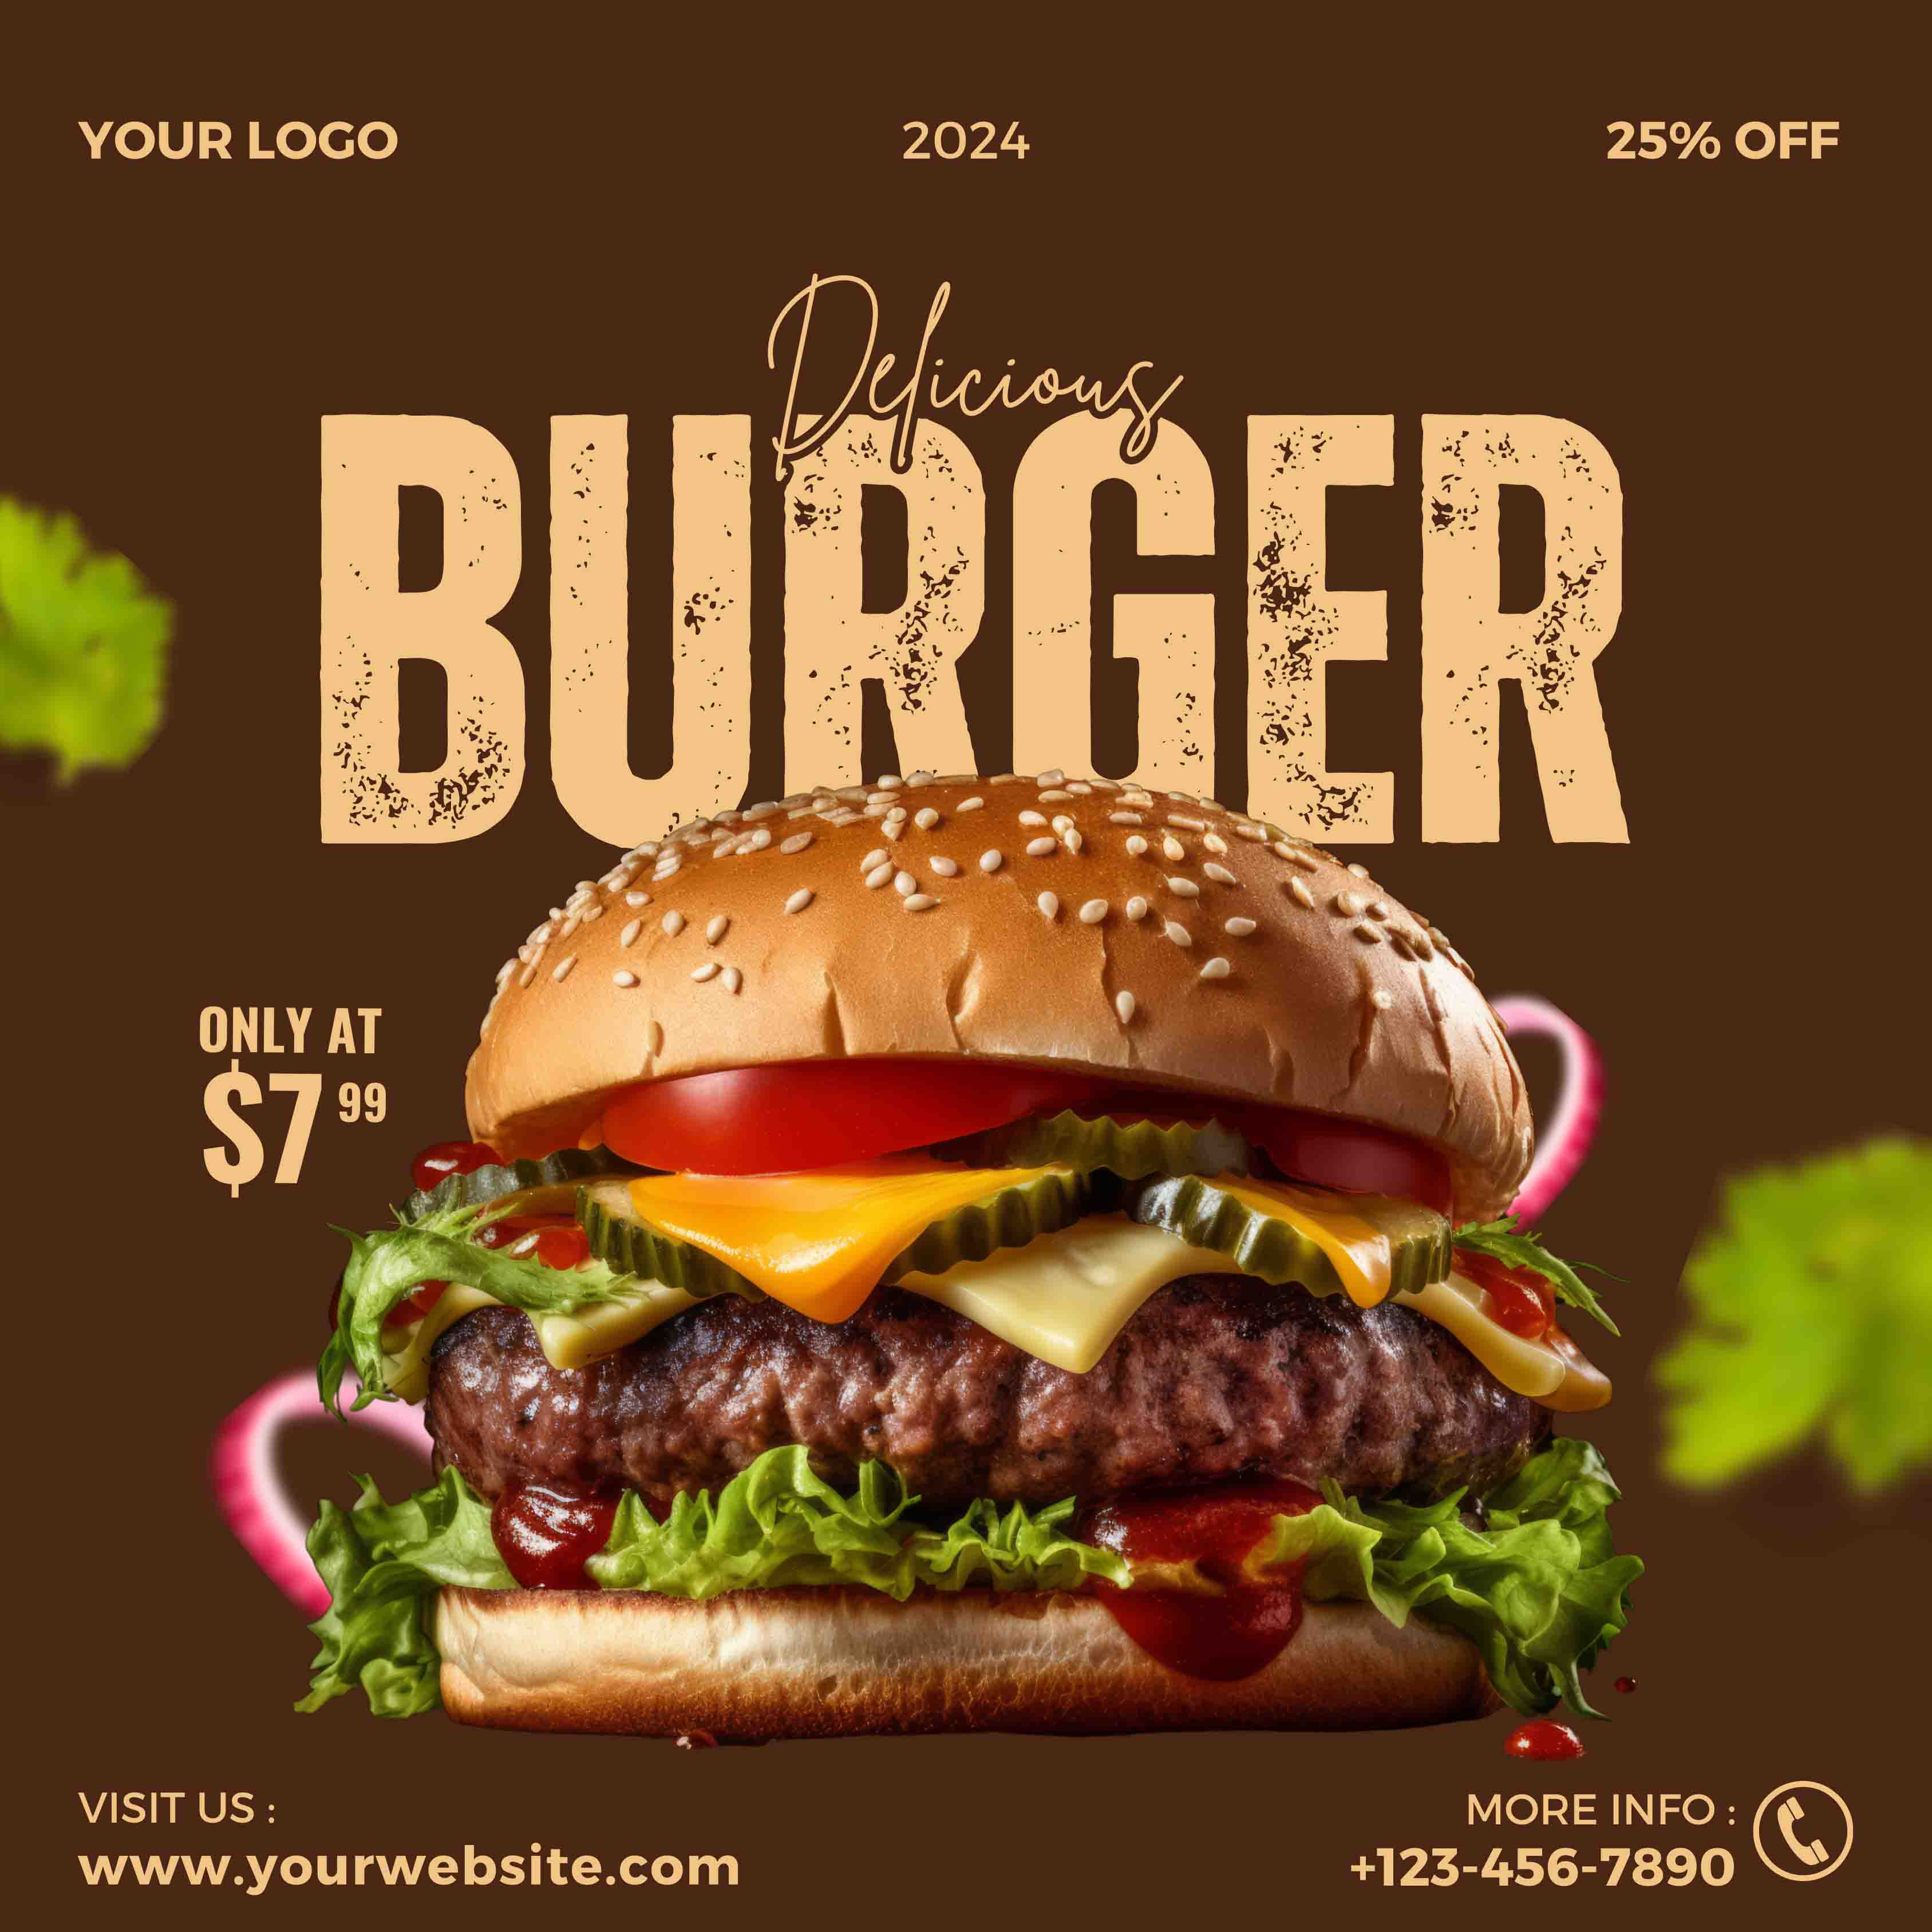 YOUR LOGO
2024
25% OFF
Delicious
BURGER
ONLY AT
$7 99
VISIT US :
www.yourwebsite.com
MORE INFO :
+123-456-7890